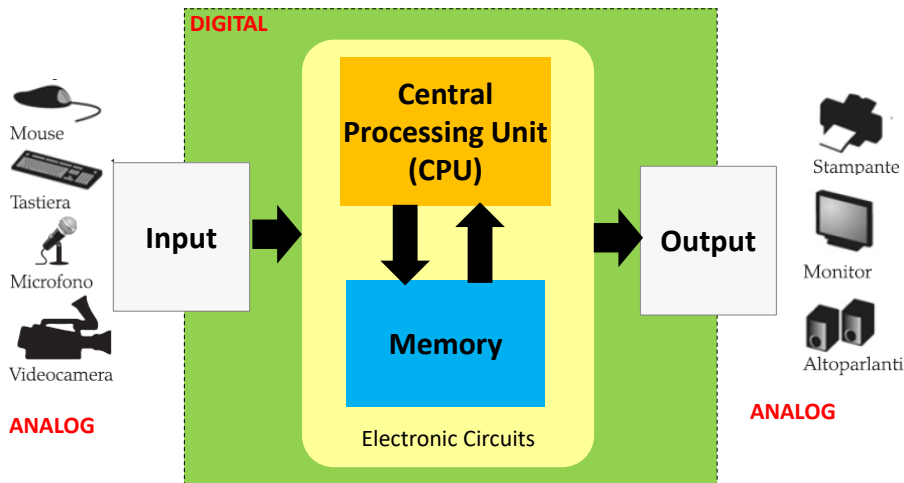 DIGITAL
Mouse
Tastiera
Microfono
Videocamera
ANALOG
Input
Central
Processing Unit
(CPU)
Memory
Electronic Circuits
Output
Stampante
Monitor
Altoparlanti
ANALOG